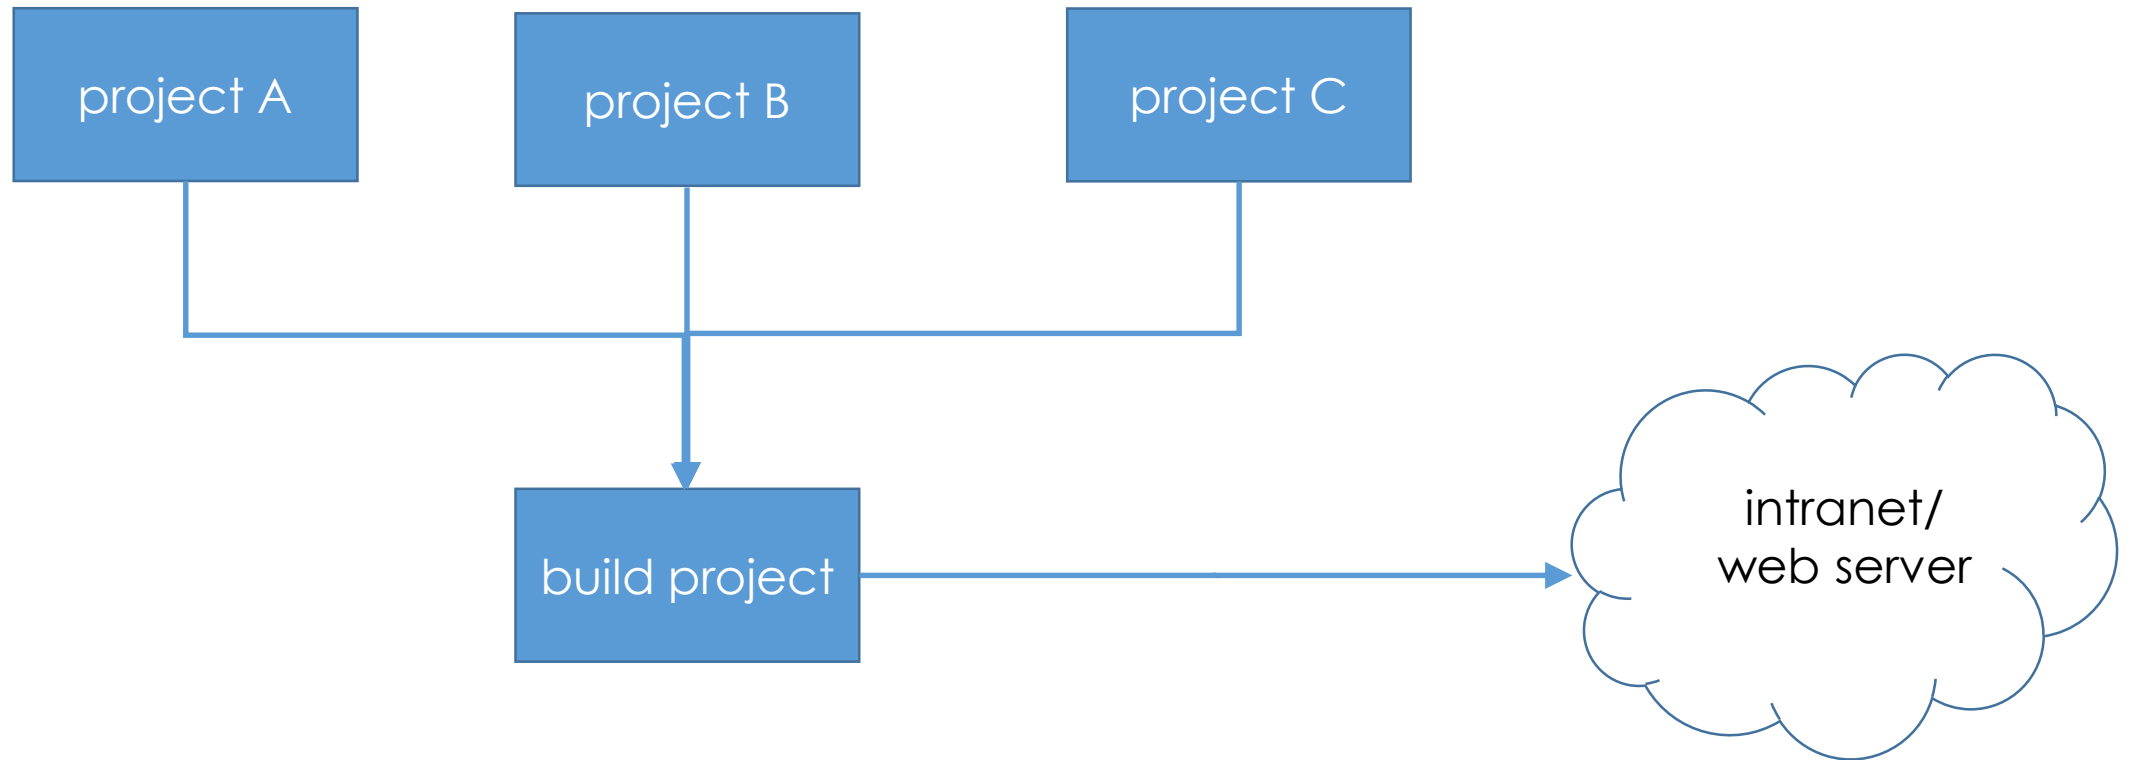 project A
project B
project C
build project
intranet/
web server